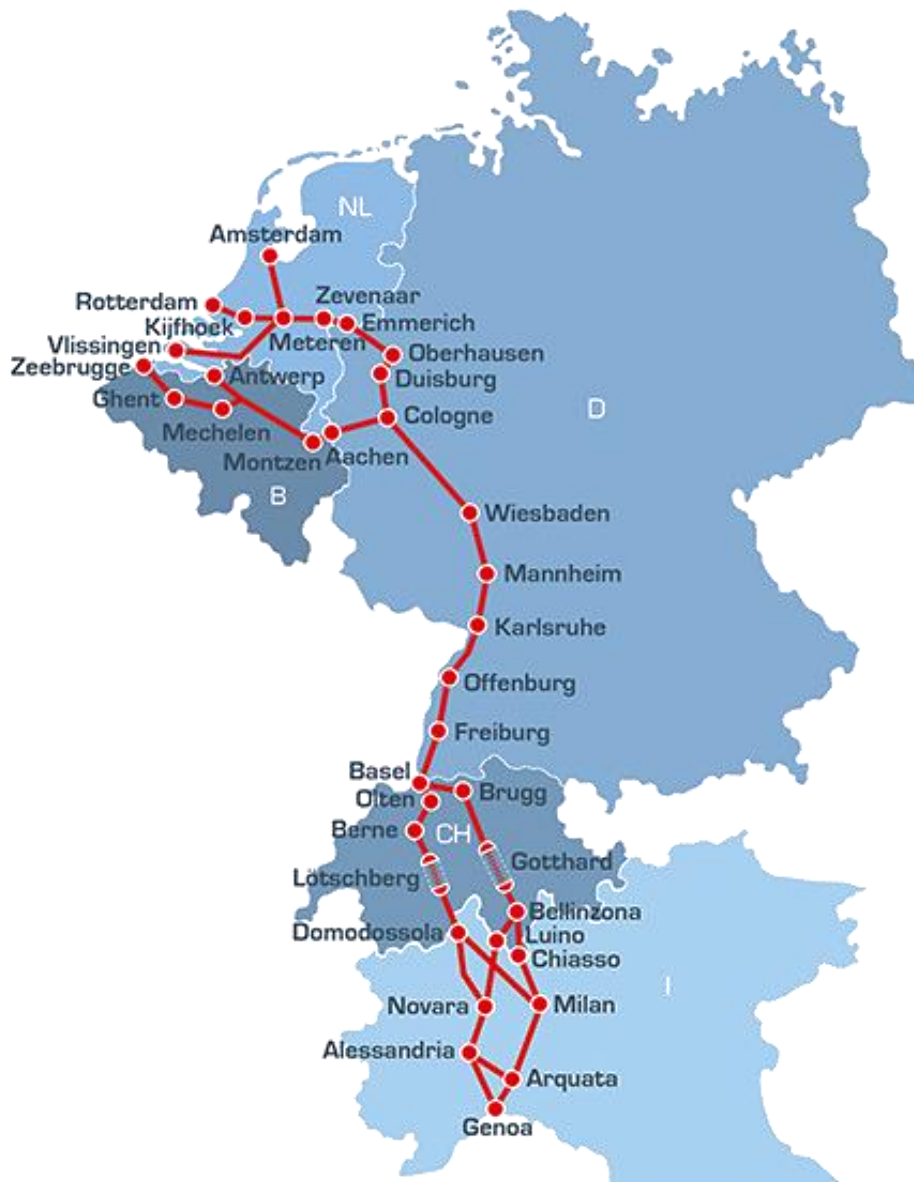 NL
Amsterdam
Rotterdam
Zevenaar
Kijfhoek
Emmerich
Vlissingen
Meteren
Oberhausen
Zeebrugge
Antwerp
Duisburg
Ghent
D
Cologne
Mechelen
Montzen
Aachen
B
Wiesbaden
Mannheim
Karlsruhe
Offenburg
Freiburg
Basel
Olten
Brugg
Berne
CH
Gotthard
Lötschberg
Bellinzona
Domodossola
Luino
Chiasso
I
Novara
Milan
Alessandria
Arquata
Genoa